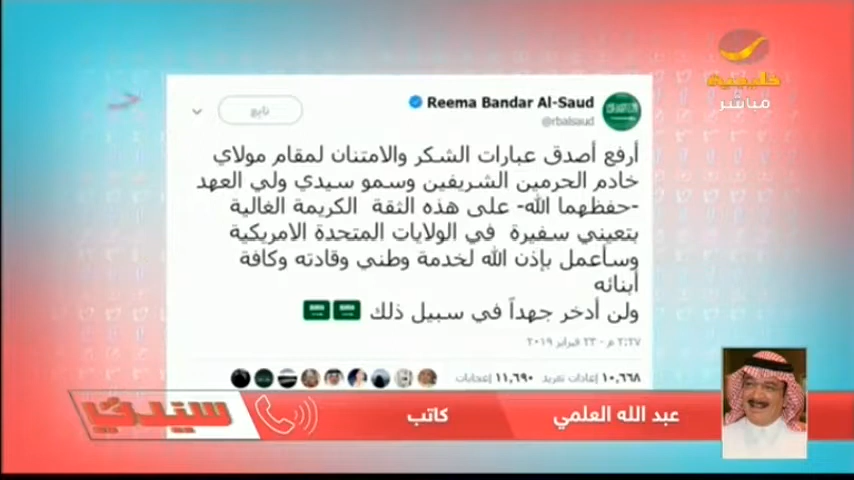 خليجية
مباشر
Reema Bandar Al-Saud
@rbalsaud
تابع
أرفع أصدق عبارات الشكر والامتنان لمقام مولاي
خادم الحرمين الشريفين وسمو سيدي ولي العهد
-حفظهما الله- على هذه الثقة الكريمة الغالية
بتعيني سفيرة في الولايات المتحدة الامريكية
وسأعمل بإذن الله لخدمة وطني وقادته وكافة
أبنائه
ولن أدخر جهداً في سبيل ذلك
٢:٢٧ م - ٢٣ فبراير ٢٠١٩
١٠,٦٦٨ إعادات تغريد ١١,٦٩٠ إعجابات
عبد الله العلمي
كاتب
سيدتي